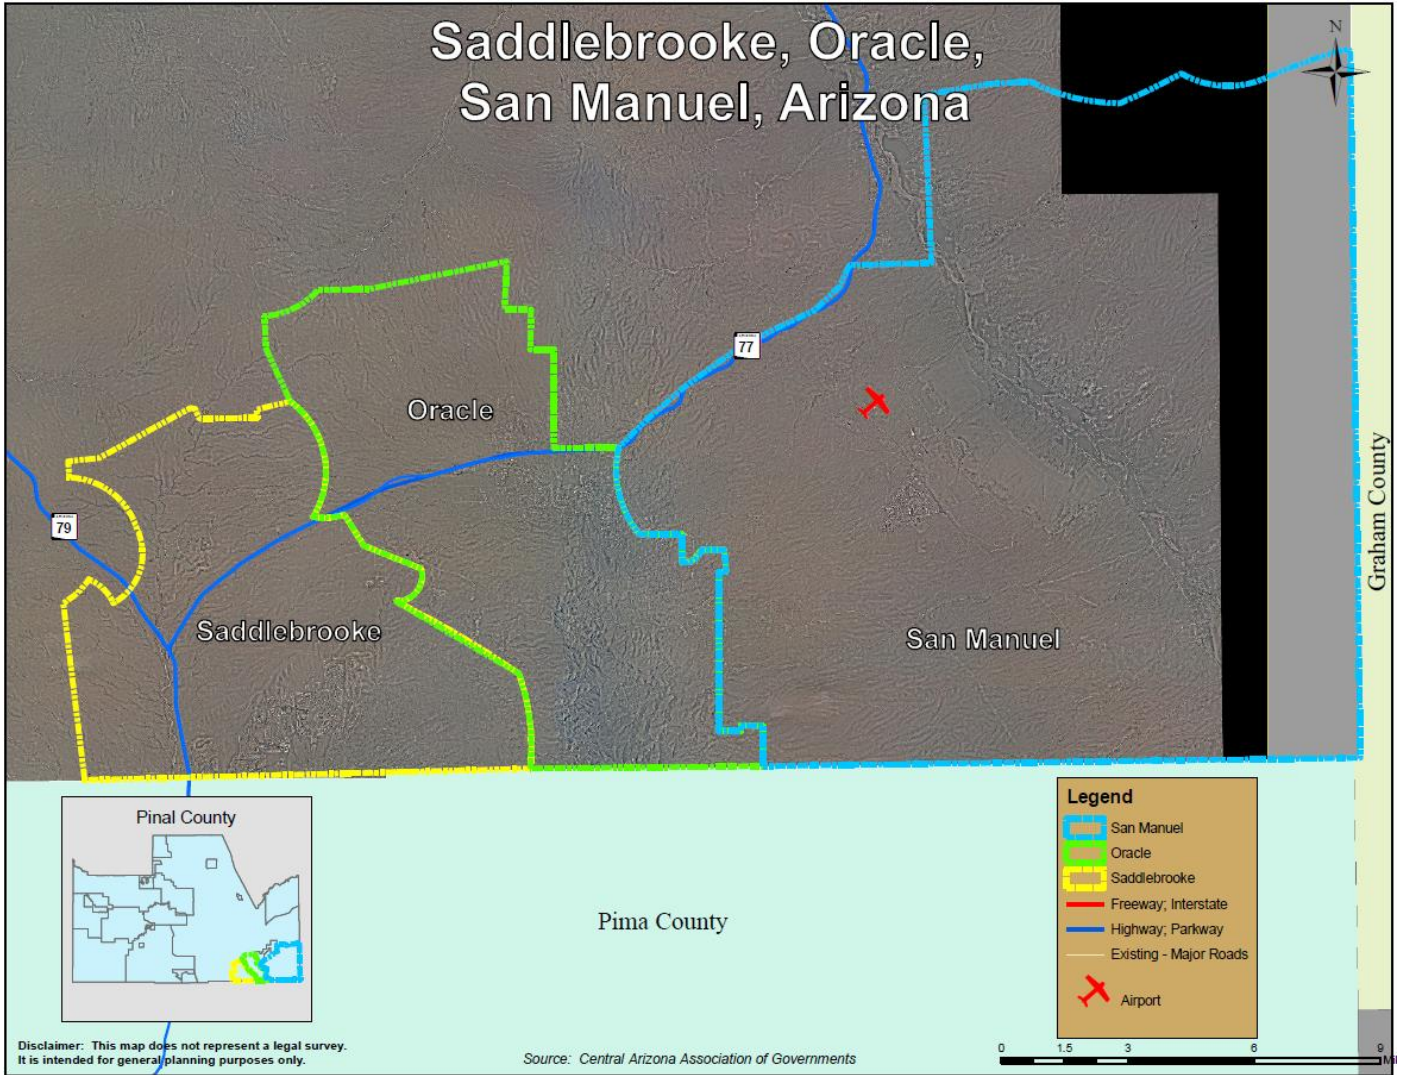 Saddlebrooke, Oracle,
San Manuel, Arizona
N
77
Oracle
79
Graham County
Saddlebrooke
San Manuel
Pinal County
Pima County
Legend
San Manuel
Oracle
Saddlebrooke
Freeway; Interstate
Highway; Parkway
Existing - Major Roads
Airport
Disclaimer: This map does not represent a legal survey.
It is intended for general planning purposes only.
Source: Central Arizona Association of Governments
0 1.5 3 6 9
Mil